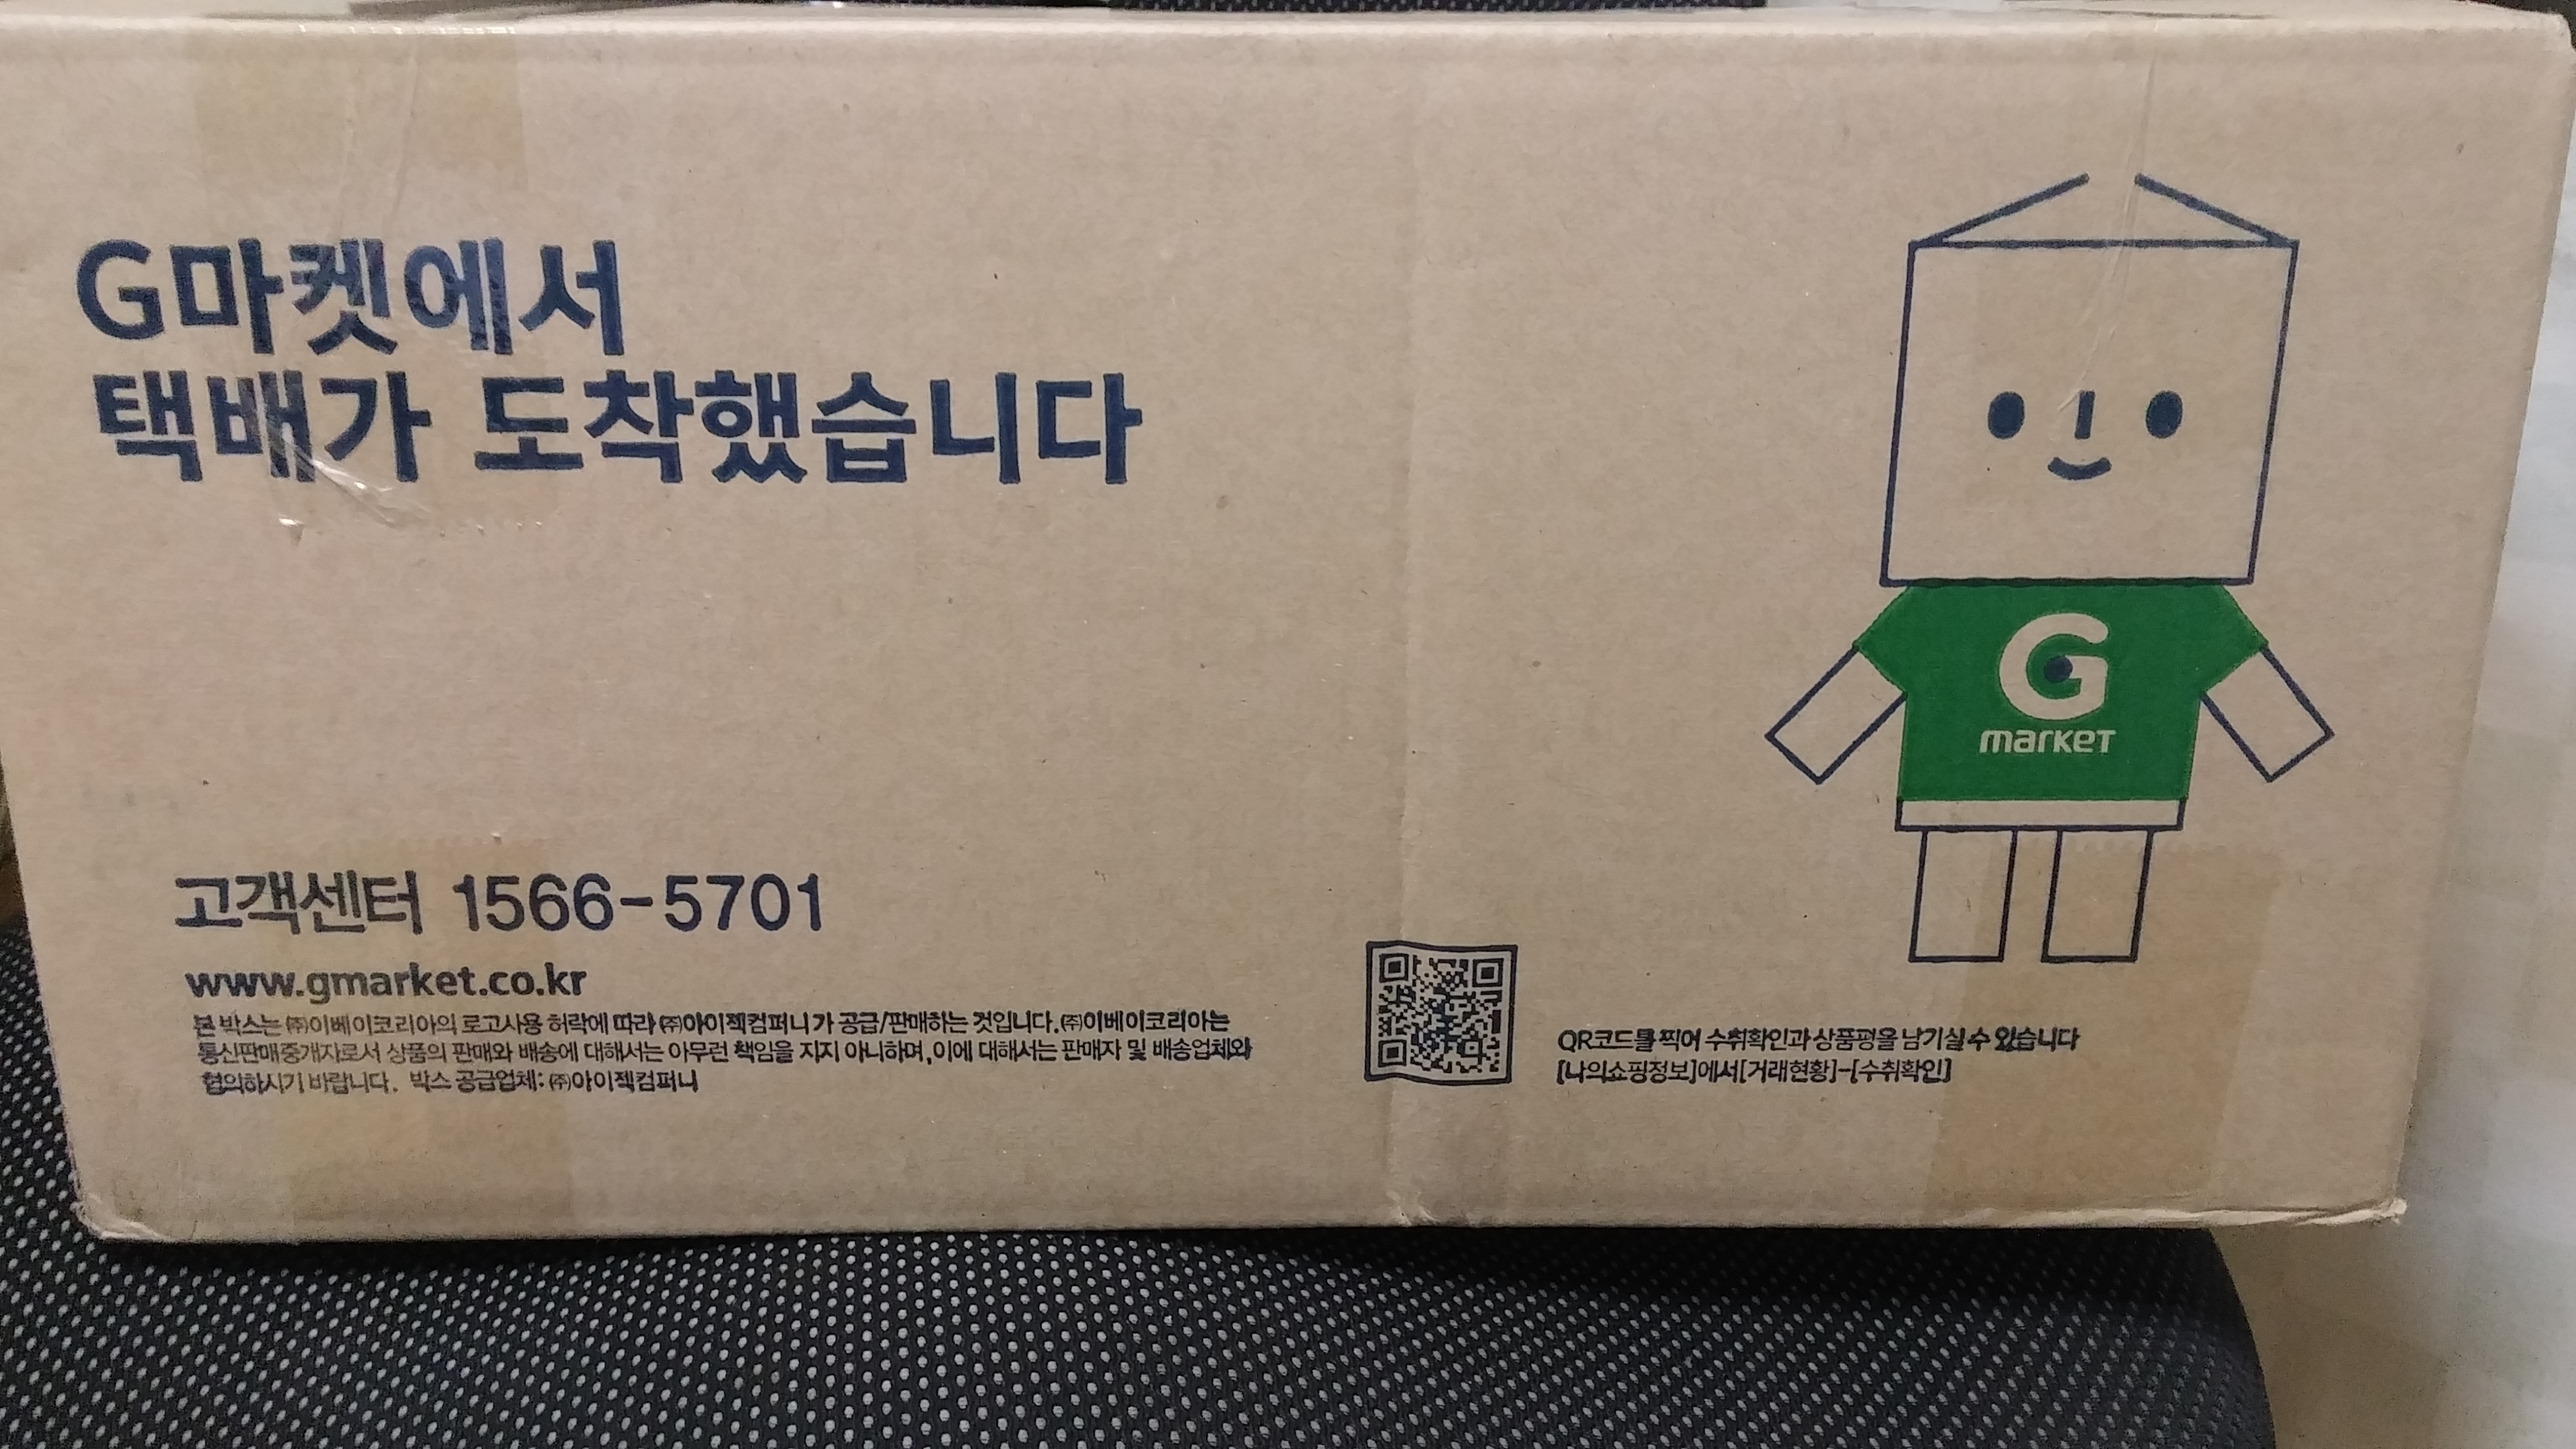 G마켓에서
택배가 도착했습니다
G
market
고객센터 1566-5701
www.gmarket.co.kr
본 박스는 ㈜이베이코리아의 로고사용 허락에 따라 ㈜아이젝컴퍼니가 공급/판매하는 것입니다. ㈜이베이코리아는
통신판매중개자로서 상품의 판매와 배송에 대해서는 아무런 책임을 지지 아니하며, 이에 대해서는 판매자 및 배송업체와
협의하시기 바랍니다. 박스 공급업체: ㈜아이젝컴퍼니
QR코드를 찍어 수취확인과 상품평을 남기실 수 있습니다
[나의쇼핑정보]에서[거래현황]-[수취확인]